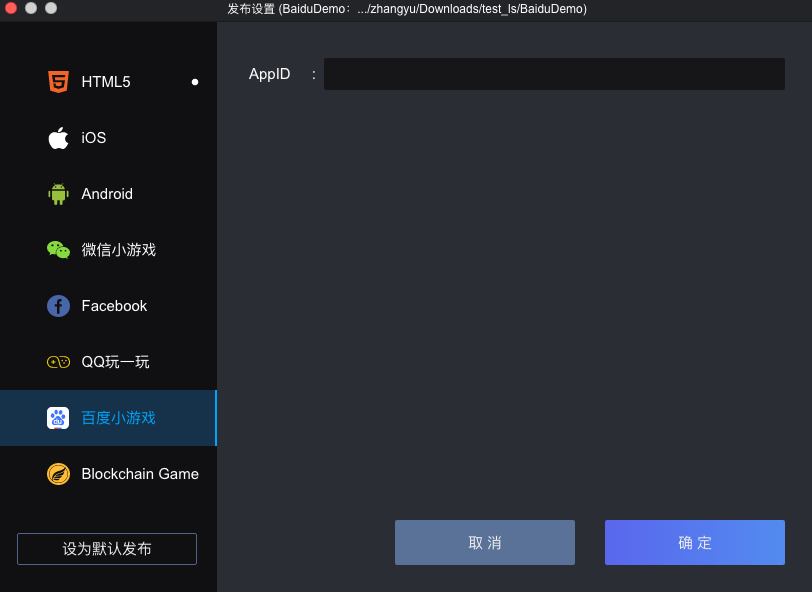 发布设置 (BaiduDemo：.../zhangyu/Downloads/test_ls/BaiduDemo)
HTML5
AppID :
iOS
Android
微信小游戏
Facebook
QQ玩一玩
百度小游戏
Blockchain Game
设为默认发布
取 消
确 定